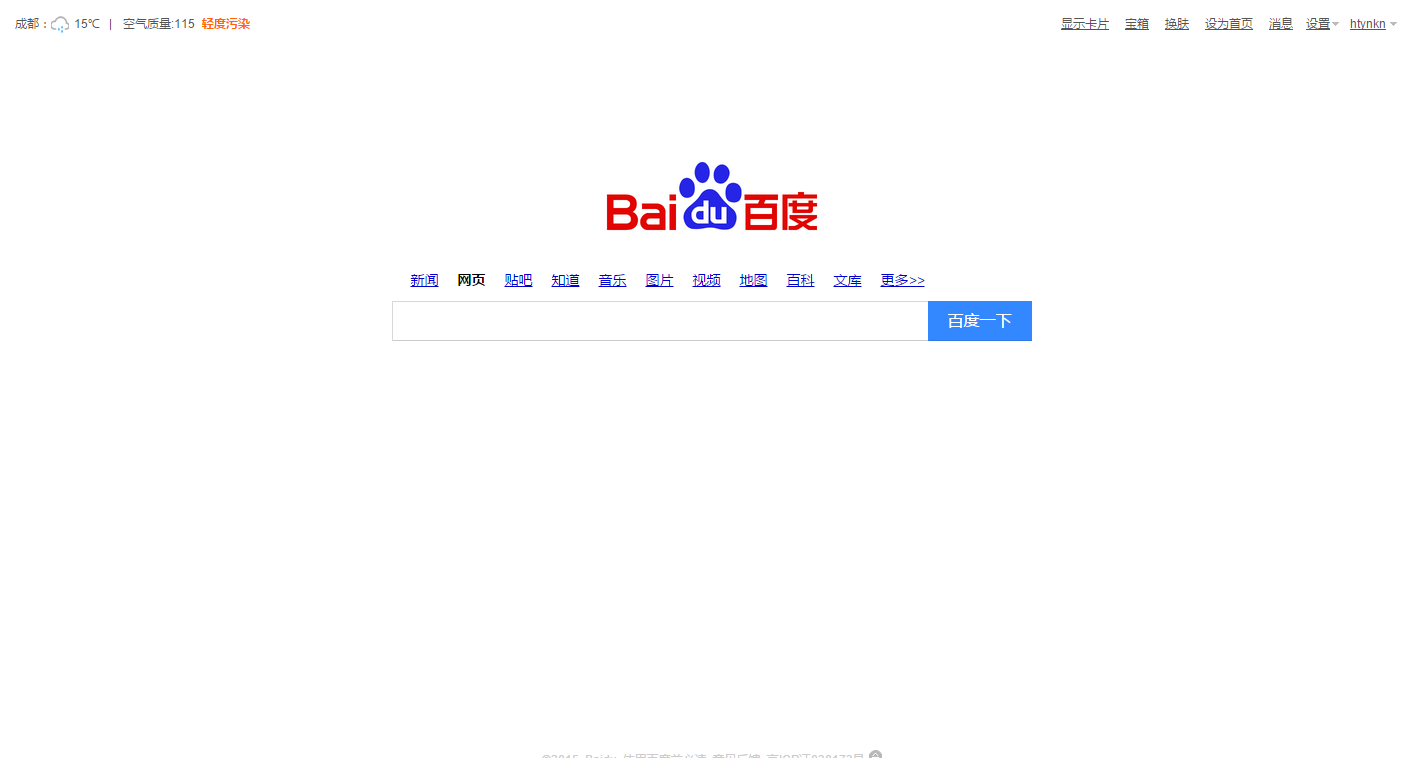 成都： 15℃ | 空气质量:115 轻度污染
显示卡片 宝箱 换肤 设为首页 消息 设置 htynkn
Bai du 百度
新闻 网页 贴吧 知道 音乐 图片 视频 地图 百科 文库 更多>>
百度一下